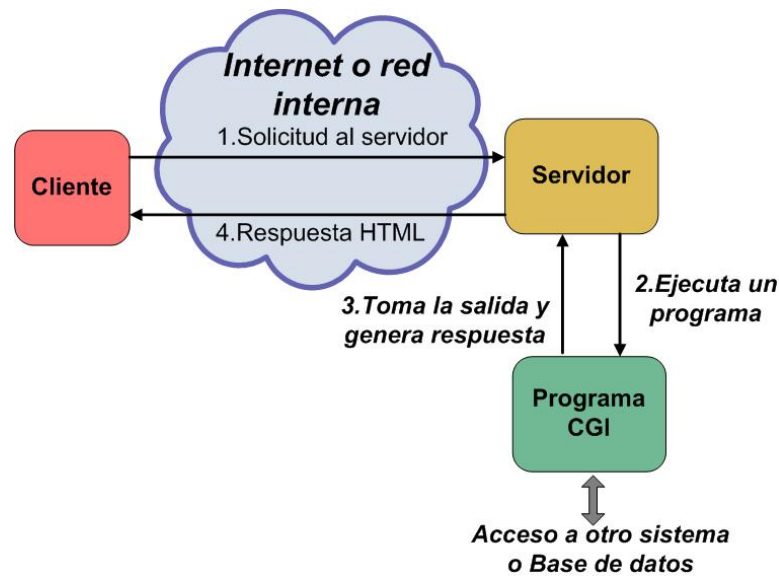 Internet o red
interna
1.Solicitud al servidor
Cliente
Servidor
4.Respuesta HTML
2.Ejecuta un
programa
3.Toma la salida y
genera respuesta
Programa
CGI
Acceso a otro sistema
o Base de datos